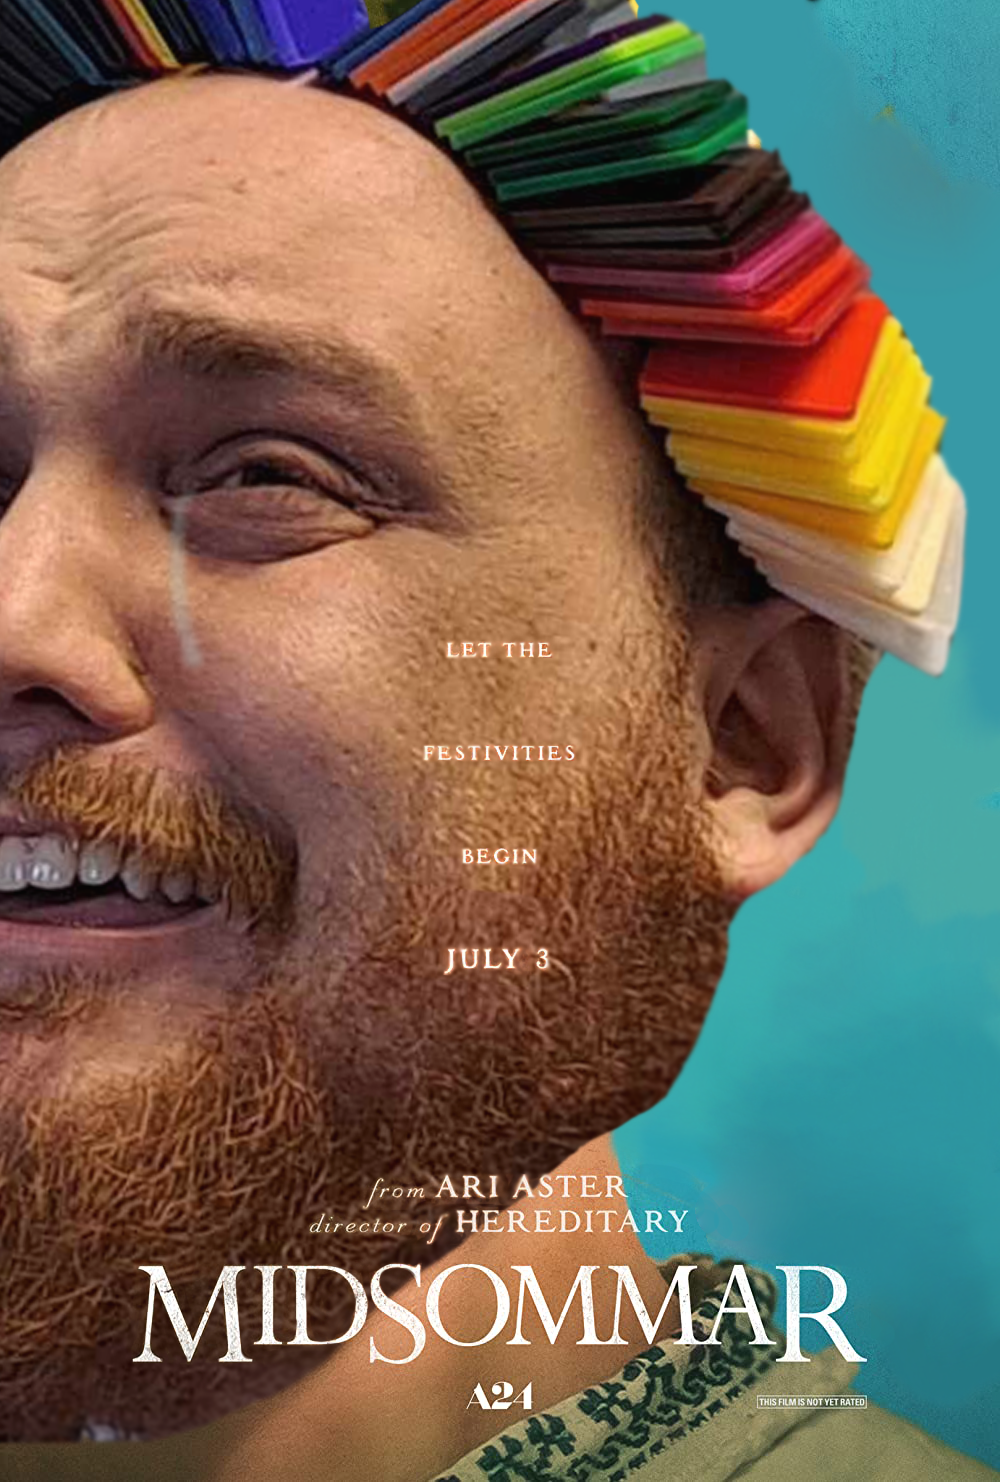 LET THE
FESTIVITIES
BEGIN
JULY 3
from ARI ASTER
director of HEREDITARY
MIDSOMMAR
A24
THIS FILM IS NOT YET RATED